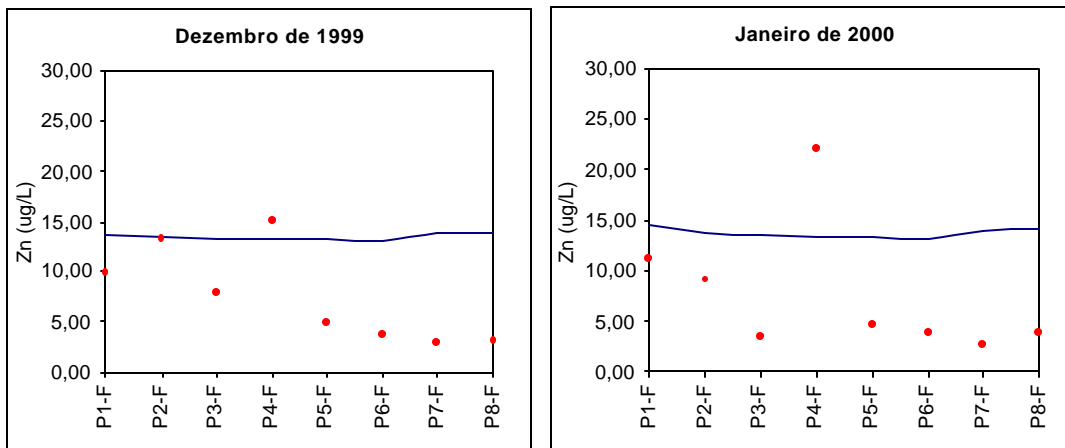 Dezembro de 1999
30,00
25,00
20,00
15,00
10,00
5,00
0,00
Zn (ug/L)
P1-F
P2-F
P3-F
P4-F
P5-F
P6-F
P7-F
P8-F
Janeiro de 2000
30,00
25,00
20,00
15,00
10,00
5,00
0,00
Zn (ug/L)
P1-F
P2-F
P3-F
P4-F
P5-F
P6-F
P7-F
P8-F